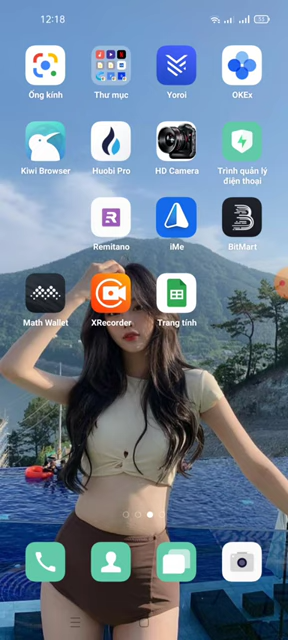 12:18
53
Ống kính
Thư mục
Yoroi
OKEx
Kiwi Browser
Huobi Pro
HD Camera
Trình quản lý
điện thoại
Remitano
iMe
BitMart
Math Wallet
XRecorder
Trang tính